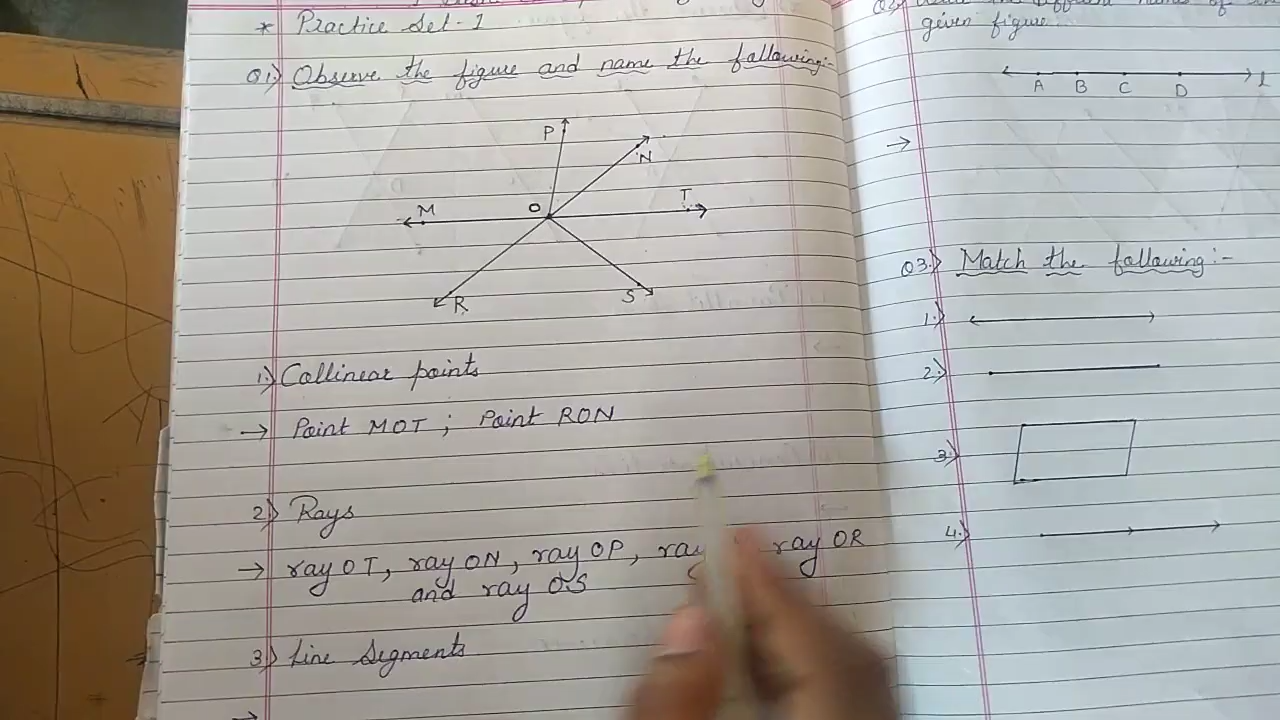 * Practice Set-1
Q1) Observe the figure and name the following:-
P
N
M
O
T
R
S
1) Collinear points
→ Point MOT ; Point RON
2) Rays
→ ray OT, ray ON, ray OP, ray OR
and ray OS
3) Line Segments
→
Q2)
given figure.
A B C D l
→
Q3) Match the following:-
1)
2)
3)
4)